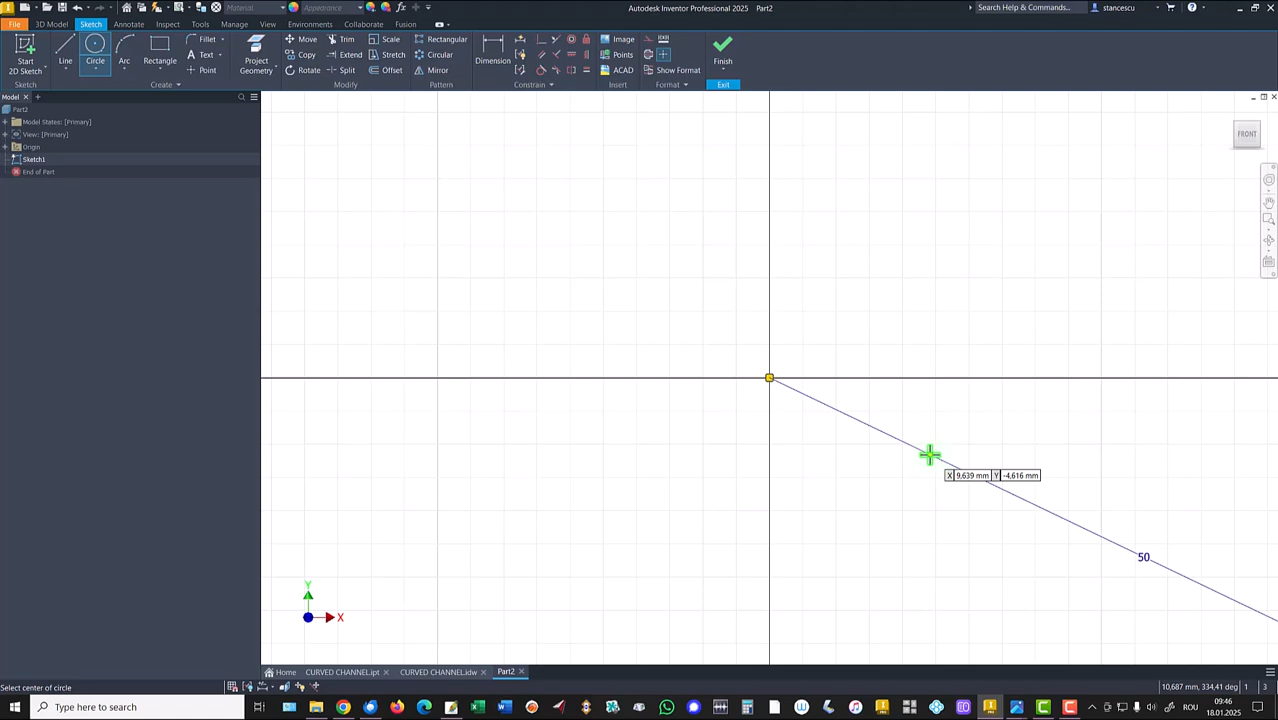 Material
Appearance
Autodesk Inventor Professional 2025 Part2
Search Help & Commands...
stancescu
File
3D Model
Sketch
Annotate
Inspect
Tools
Manage
View
Environments
Collaborate
Fusion
Start
2D Sketch
Line
Circle
Arc
Rectangle
Fillet
Text
Point
Project
Geometry
Move
Copy
Rotate
Trim
Extend
Split
Scale
Stretch
Offset
Rectangular
Circular
Mirror
Dimension
Image
Points
ACAD
Show Format
Finish
Sketch
Create
Modify
Pattern
Constrain
Insert
Format
Exit
Model
Part2
Model States: [Primary]
View: [Primary]
Origin
Sketch1
End of Part
FRONT
X 9,639 mm Y -4,616 mm
50
Y
X
Home
CURVED CHANNEL.ipt
CURVED CHANNEL.idw
Part2
Select center of circle
10,687 mm, 334,41 deg 1 3
Type here to search
ROU
09:46
18.01.2025